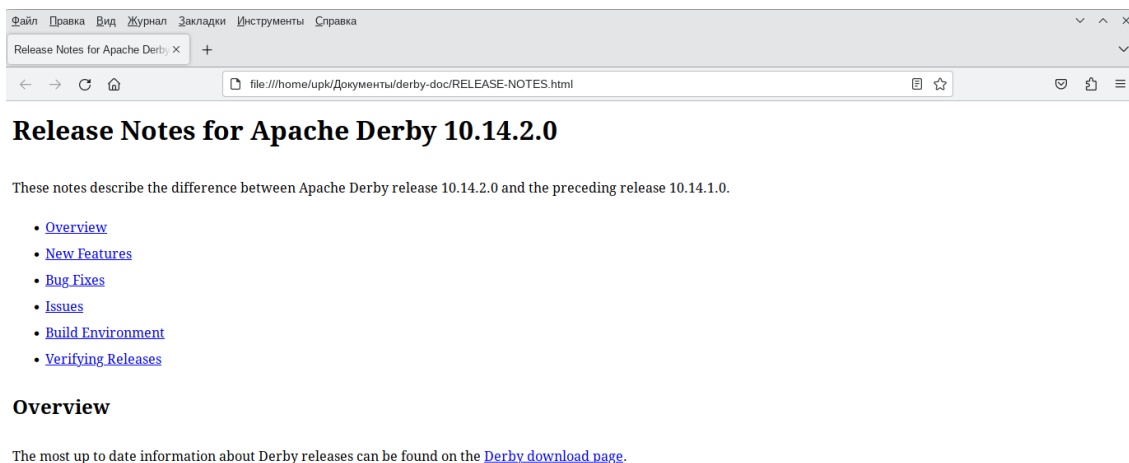 Файл Правка Вид Журнал Закладки Инструменты Справка
Release Notes for Apache Derby
file:///home/upk/Документы/derby-doc/RELEASE-NOTES.html
Release Notes for Apache Derby 10.14.2.0
These notes describe the difference between Apache Derby release 10.14.2.0 and the preceding release 10.14.1.0.
• Overview
• New Features
• Bug Fixes
• Issues
• Build Environment
• Verifying Releases
Overview
The most up to date information about Derby releases can be found on the Derby download page.